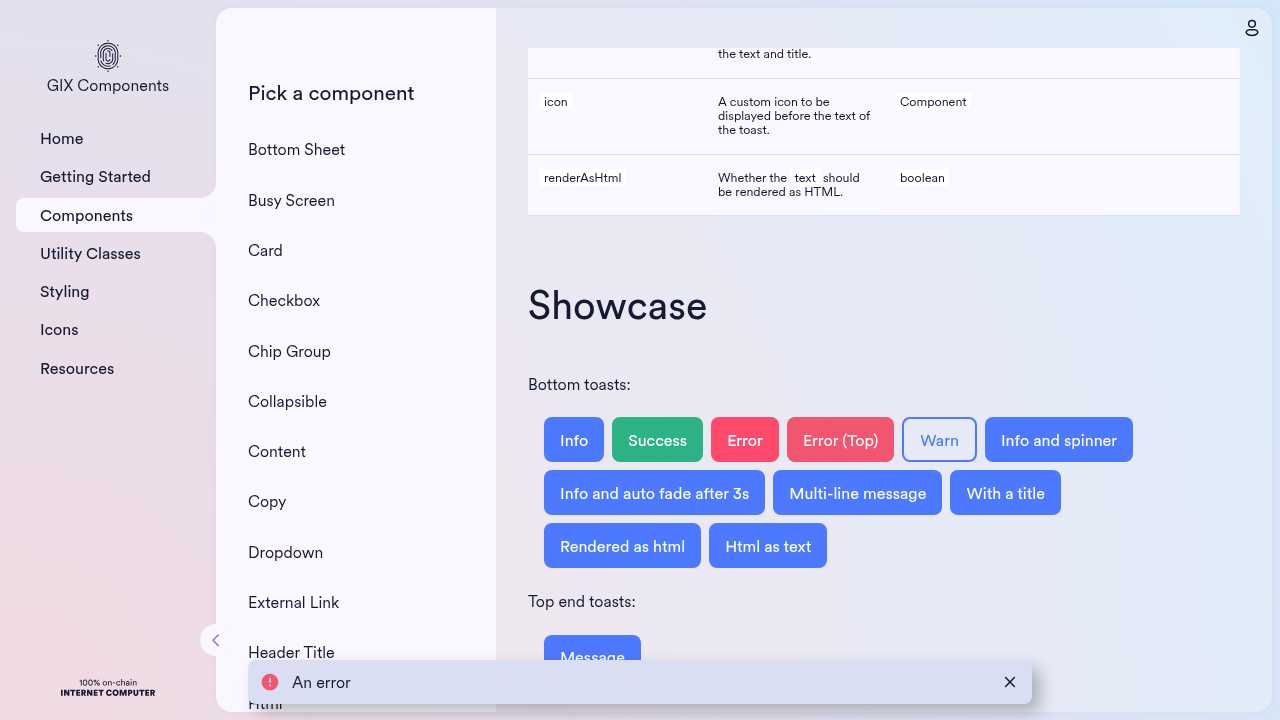 GIX Components
Home
Getting Started
Components
Utility Classes
Styling
Icons
Resources
100% on-chain
INTERNET COMPUTER
Pick a component
Bottom Sheet
Busy Screen
Card
Checkbox
Chip Group
Collapsible
Content
Copy
Dropdown
External Link
Header Title
Html
the text and title.
icon
A custom icon to be
displayed before the text of
the toast.
Component
renderAsHtml
Whether the text should
be rendered as HTML.
boolean
Showcase
Bottom toasts:
Info Success Error Error (Top) Warn Info and spinner
Info and auto fade after 3s Multi-line message With a title
Rendered as html Html as text
Top end toasts:
Message
An error